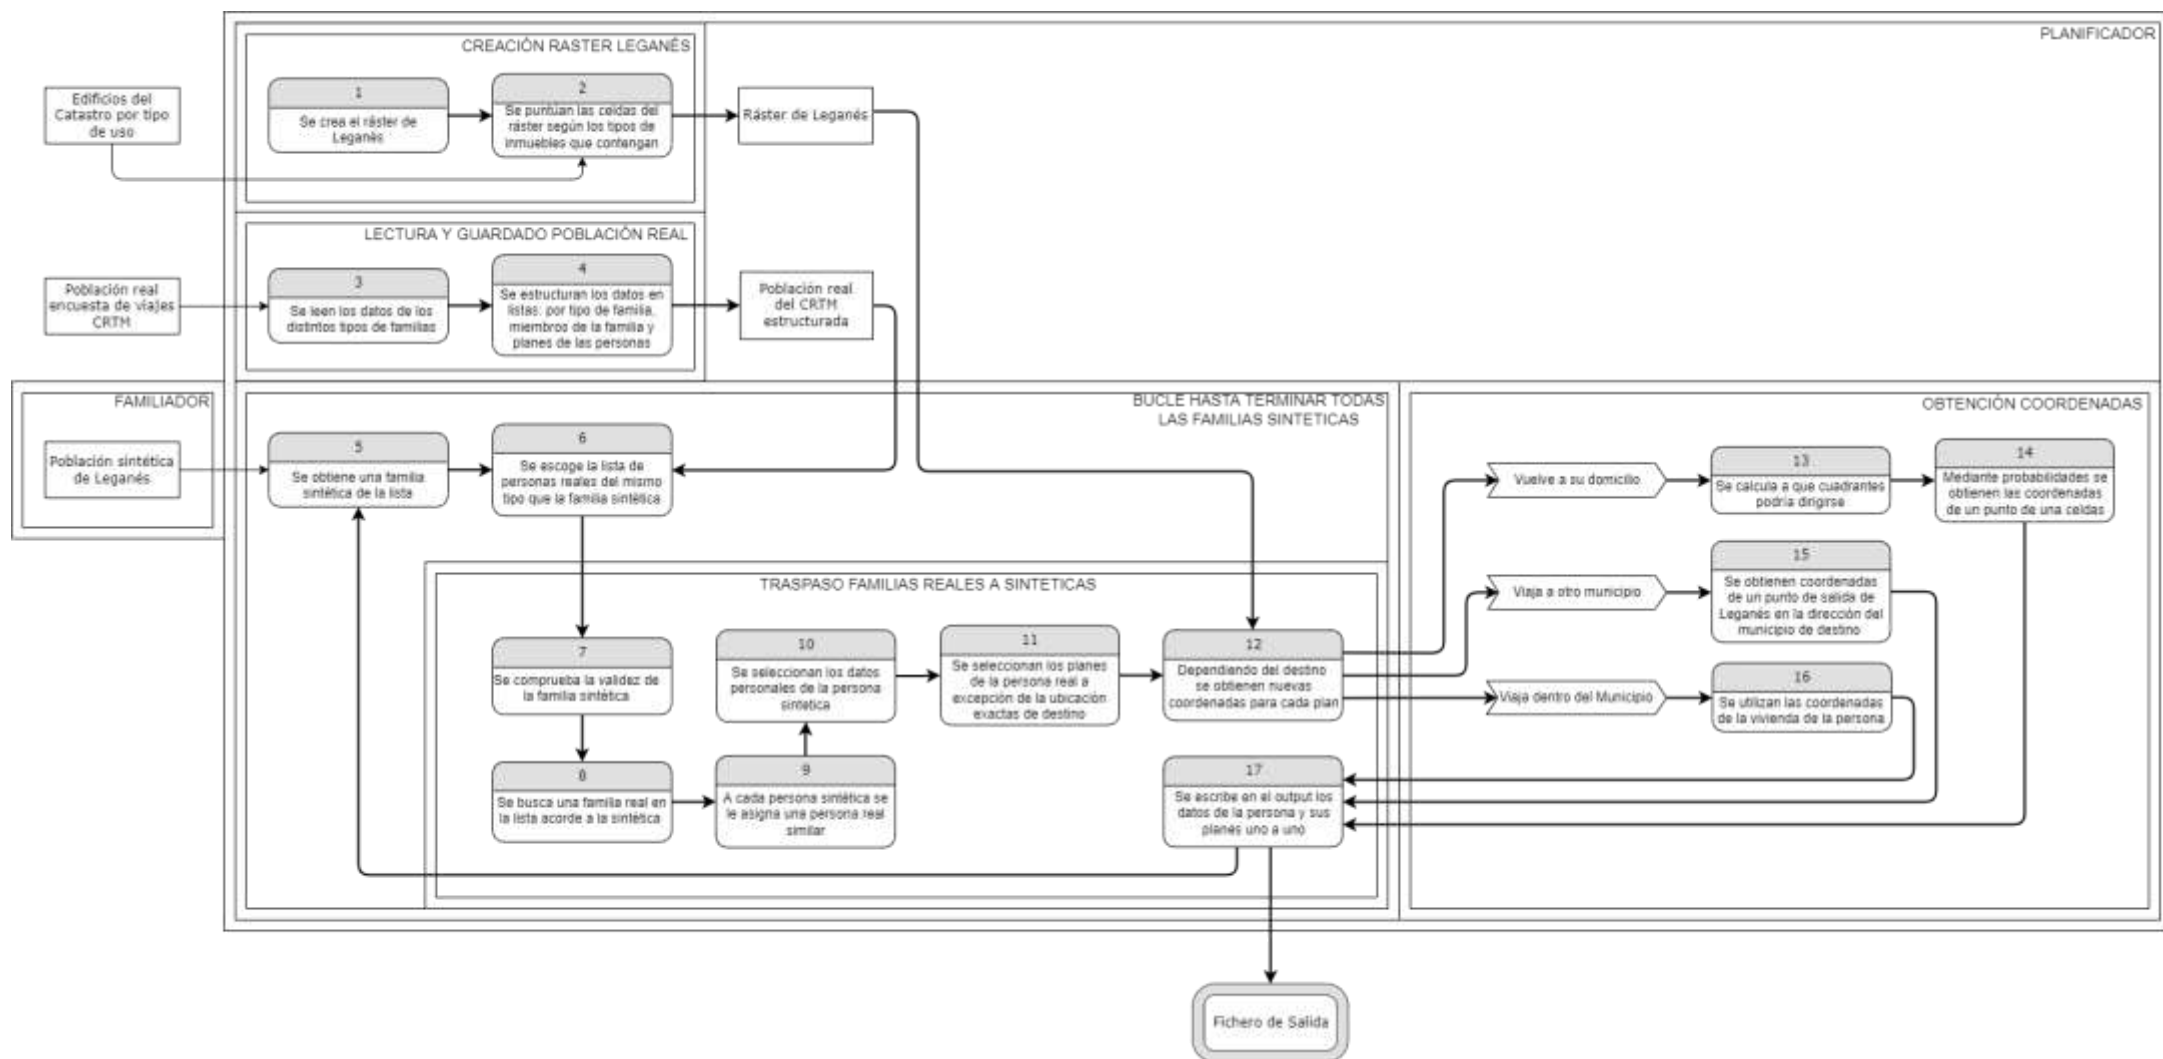 PLANIFICADOR
CREACIÓN RASTER LEGANÉS
Edificios del
Catastro por tipo
de uso
1
Se crea el ráster de
Leganés
2
Se puntúan las celdas del
ráster según los tipos de
inmuebles que contengan
Ráster de Leganés
LECTURA Y GUARDADO POBLACIÓN REAL
Población real
encuesta de viajes
CRTM
3
Se leen los datos de los
distintos tipos de familias
4
Se estructuran los datos en
listas: por tipo de familia,
miembros de la familia y
planes de las personas
Población real
del CRTM
estructurada
FAMILIADOR
Población sintética
de Leganés
BUCLE HASTA TERMINAR TODAS
LAS FAMILIAS SINTETICAS
5
Se obtiene una familia
sintética de la lista
6
Se escoge la lista de
personas reales del mismo
tipo que la familia sintética
TRASPASO FAMILIAS REALES A SINTETICAS
7
Se comprueba la validez de
la familia sintética
8
Se busca una familia real en
la lista acorde a la sintética
9
A cada persona sintética se
le asigna una persona real
similar
10
Se seleccionan los datos
personales de la persona
sintetica
11
Se seleccionan los planes
de la persona real a
excepción de la ubicación
exactas de destino
12
Dependiendo del destino
se obtienen nuevas
coordenadas para cada plan
OBTENCIÓN COORDENADAS
Vuelve a su domicilio
13
Se calcula a que cuadrantes
podría dirigirse
14
Mediante probabilidades se
obtienen las coordenadas
de un punto de una celdas
Viaja a otro municipio
15
Se obtienen coordenadas
de un punto de salida de
Leganés en la dirección del
municipio de destino
Viaja dentro del Municipio
16
Se utilizan las coordenadas
de la vivienda de la persona
17
Se escribe en el output los
datos de la persona y sus
planés uno a uno
Fichero de Salida